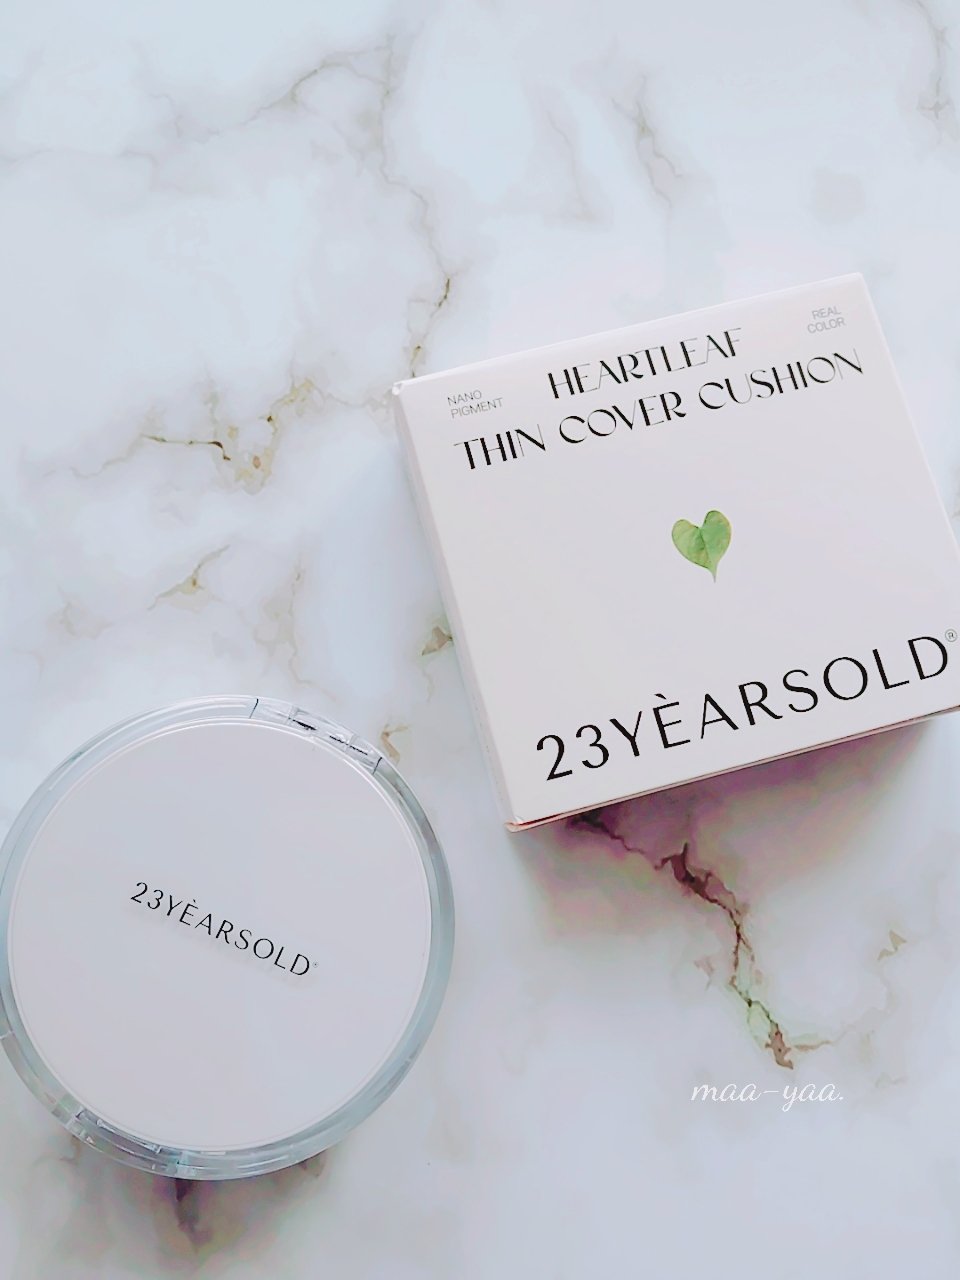 NANO
PIGMENT
HEARTLEAF
THIN COVER CUSHION
REAL
COLOR
23YÈARSOLD®
23YÈARSOLD®
maa-yaa.